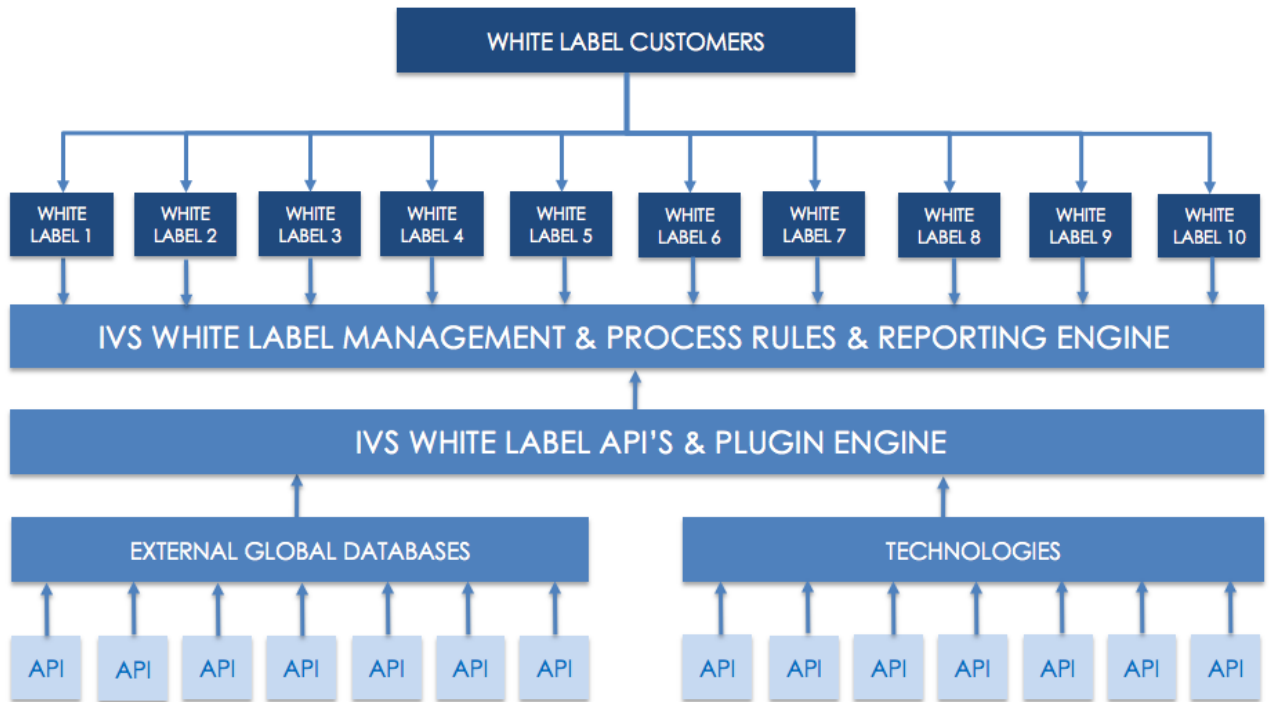 WHITE LABEL CUSTOMERS
WHITE
LABEL 1
WHITE
LABEL 2
WHITE
LABEL 3
WHITE
LABEL 4
WHITE
LABEL 5
WHITE
LABEL 6
WHITE
LABEL 7
WHITE
LABEL 8
WHITE
LABEL 9
WHITE
LABEL 10
IVS WHITE LABEL MANAGEMENT & PROCESS RULES & REPORTING ENGINE
IVS WHITE LABEL API'S & PLUGIN ENGINE
EXTERNAL GLOBAL DATABASES
TECHNOLOGIES
API
API
API
API
API
API
API
API
API
API
API
API
API
API